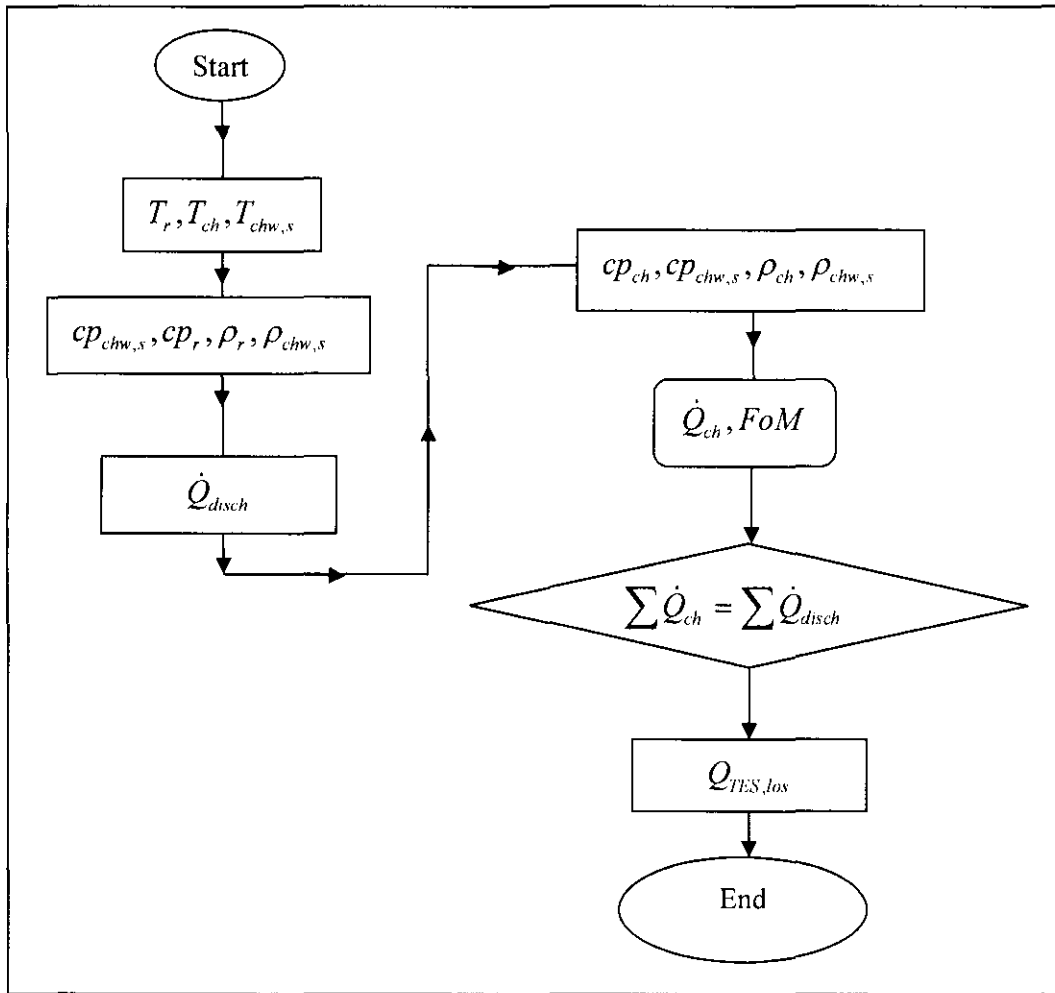 Start
T_r, T_ch, T_chw,s
cp_chw,s, cp_r, ρ_r, ρ_chw,s
Q̇_disch
cp_ch, cp_chw,s, ρ_ch, ρ_chw,s
Q̇_ch, FoM
∑Q̇_ch = ∑Q̇_disch
Q_TES,los
End